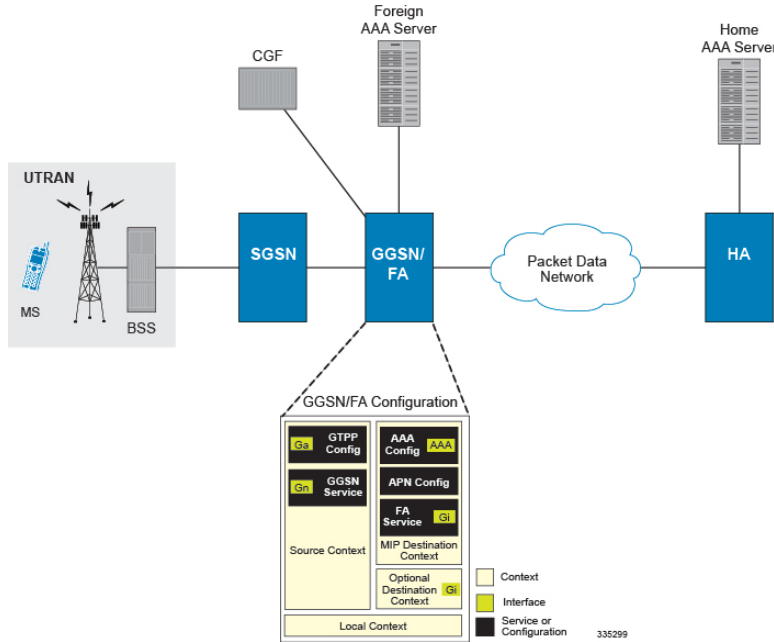 Foreign
AAA Server
CGF
Home
AAA Server
UTRAN
MS
BSS
SGSN
GGSN/
FA
Packet Data
Network
HA
GGSN/FA Configuration
Ga
GTPP
Config
Gn
GGSN
Service
Source Context
AAA
Config
AAA
APN Config
FA
Service
Gi
MIP Destination
Context
Optional
Destination
Context
Gi
Local Context
Context
Interface
Service or
Configuration
335299